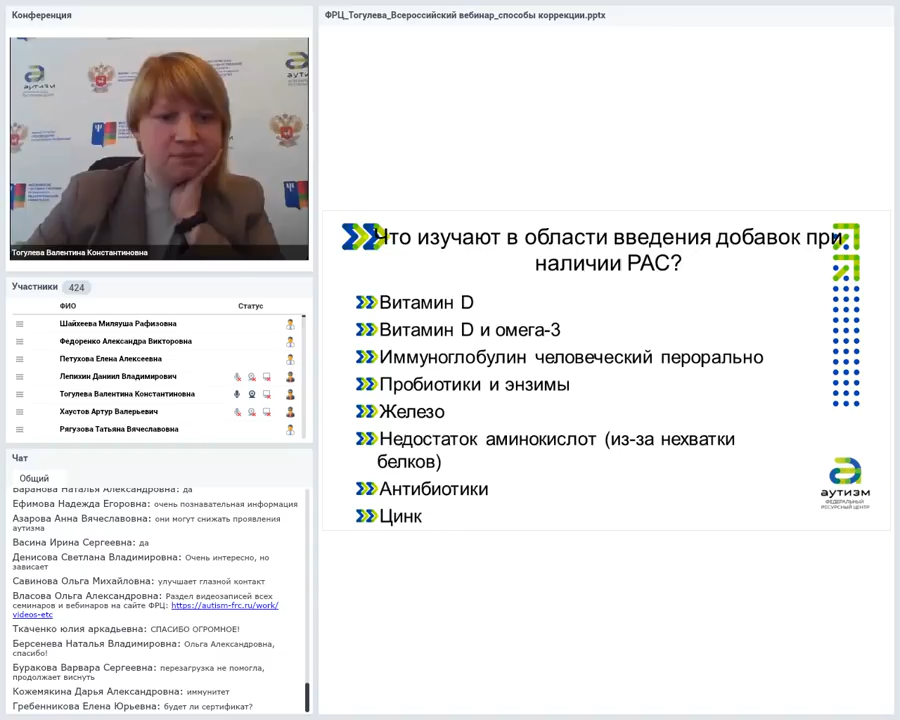 Конференция
Тогулева Валентина Константиновна
Участники 424
ФИО Статус
Шайхеева Миляуша Рафизовна
Федоренко Александра Викторовна
Петухова Елена Алексеевна
Лепихин Даниил Владимирович
Тогулева Валентина Константиновна
Хаустов Артур Валерьевич
Рягузова Татьяна Вячеславовна
Чат
Общий
Баранова Наталья Александровна: да
Ефимова Надежда Егоровна: очень познавательная информация
Азарова Анна Вячеславовна: они могут снижать проявления
аутизма
Васина Ирина Сергеевна: да
Денисова Светлана Владимировна: Очень интересно, но
зависает
Савинова Ольга Михайловна: улучшает глазной контакт
Власова Ольга Александровна: Раздел видеозаписей всех
семинаров и вебинаров на сайте ФРЦ: https://autism-frc.ru/work/
videos-etc
Ткаченко юлия аркадьевна: СПАСИБО ОГРОМНОЕ!
Берсенева Наталья Владимировна: Ольга Александровна,
спасибо!
Буракова Варвара Сергеевна: перезагрузка не помогла,
продолжает виснуть
Кожемякина Дарья Александровна: иммунитет
Гребенникова Елена Юрьевна: будет ли сертификат?
ФРЦ_Тогулева_Всероссийский вебинар_способы коррекции.pptx
Что изучают в области введения добавок при
наличии РАС?
Витамин D
Витамин D и омега-3
Иммуноглобулин человеческий перорально
Пробиотики и энзимы
Железо
Недостаток аминокислот (из-за нехватки
белков)
Антибиотики
Цинк
аутизм
ФЕДЕРАЛЬНЫЙ
РЕСУРСНЫЙ ЦЕНТР